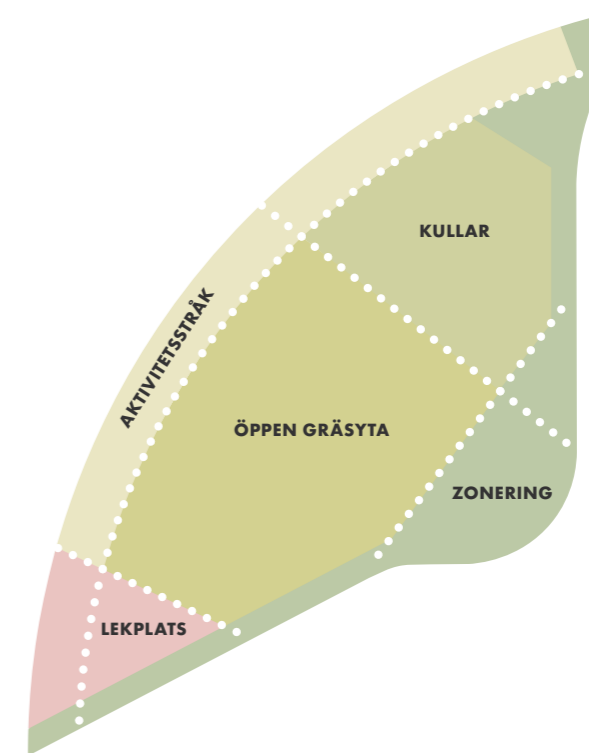 KULLAR
AKTIVITETSSTRÅK
ÖPPEN GRÄSYTA
ZONERING
LEKPLATS